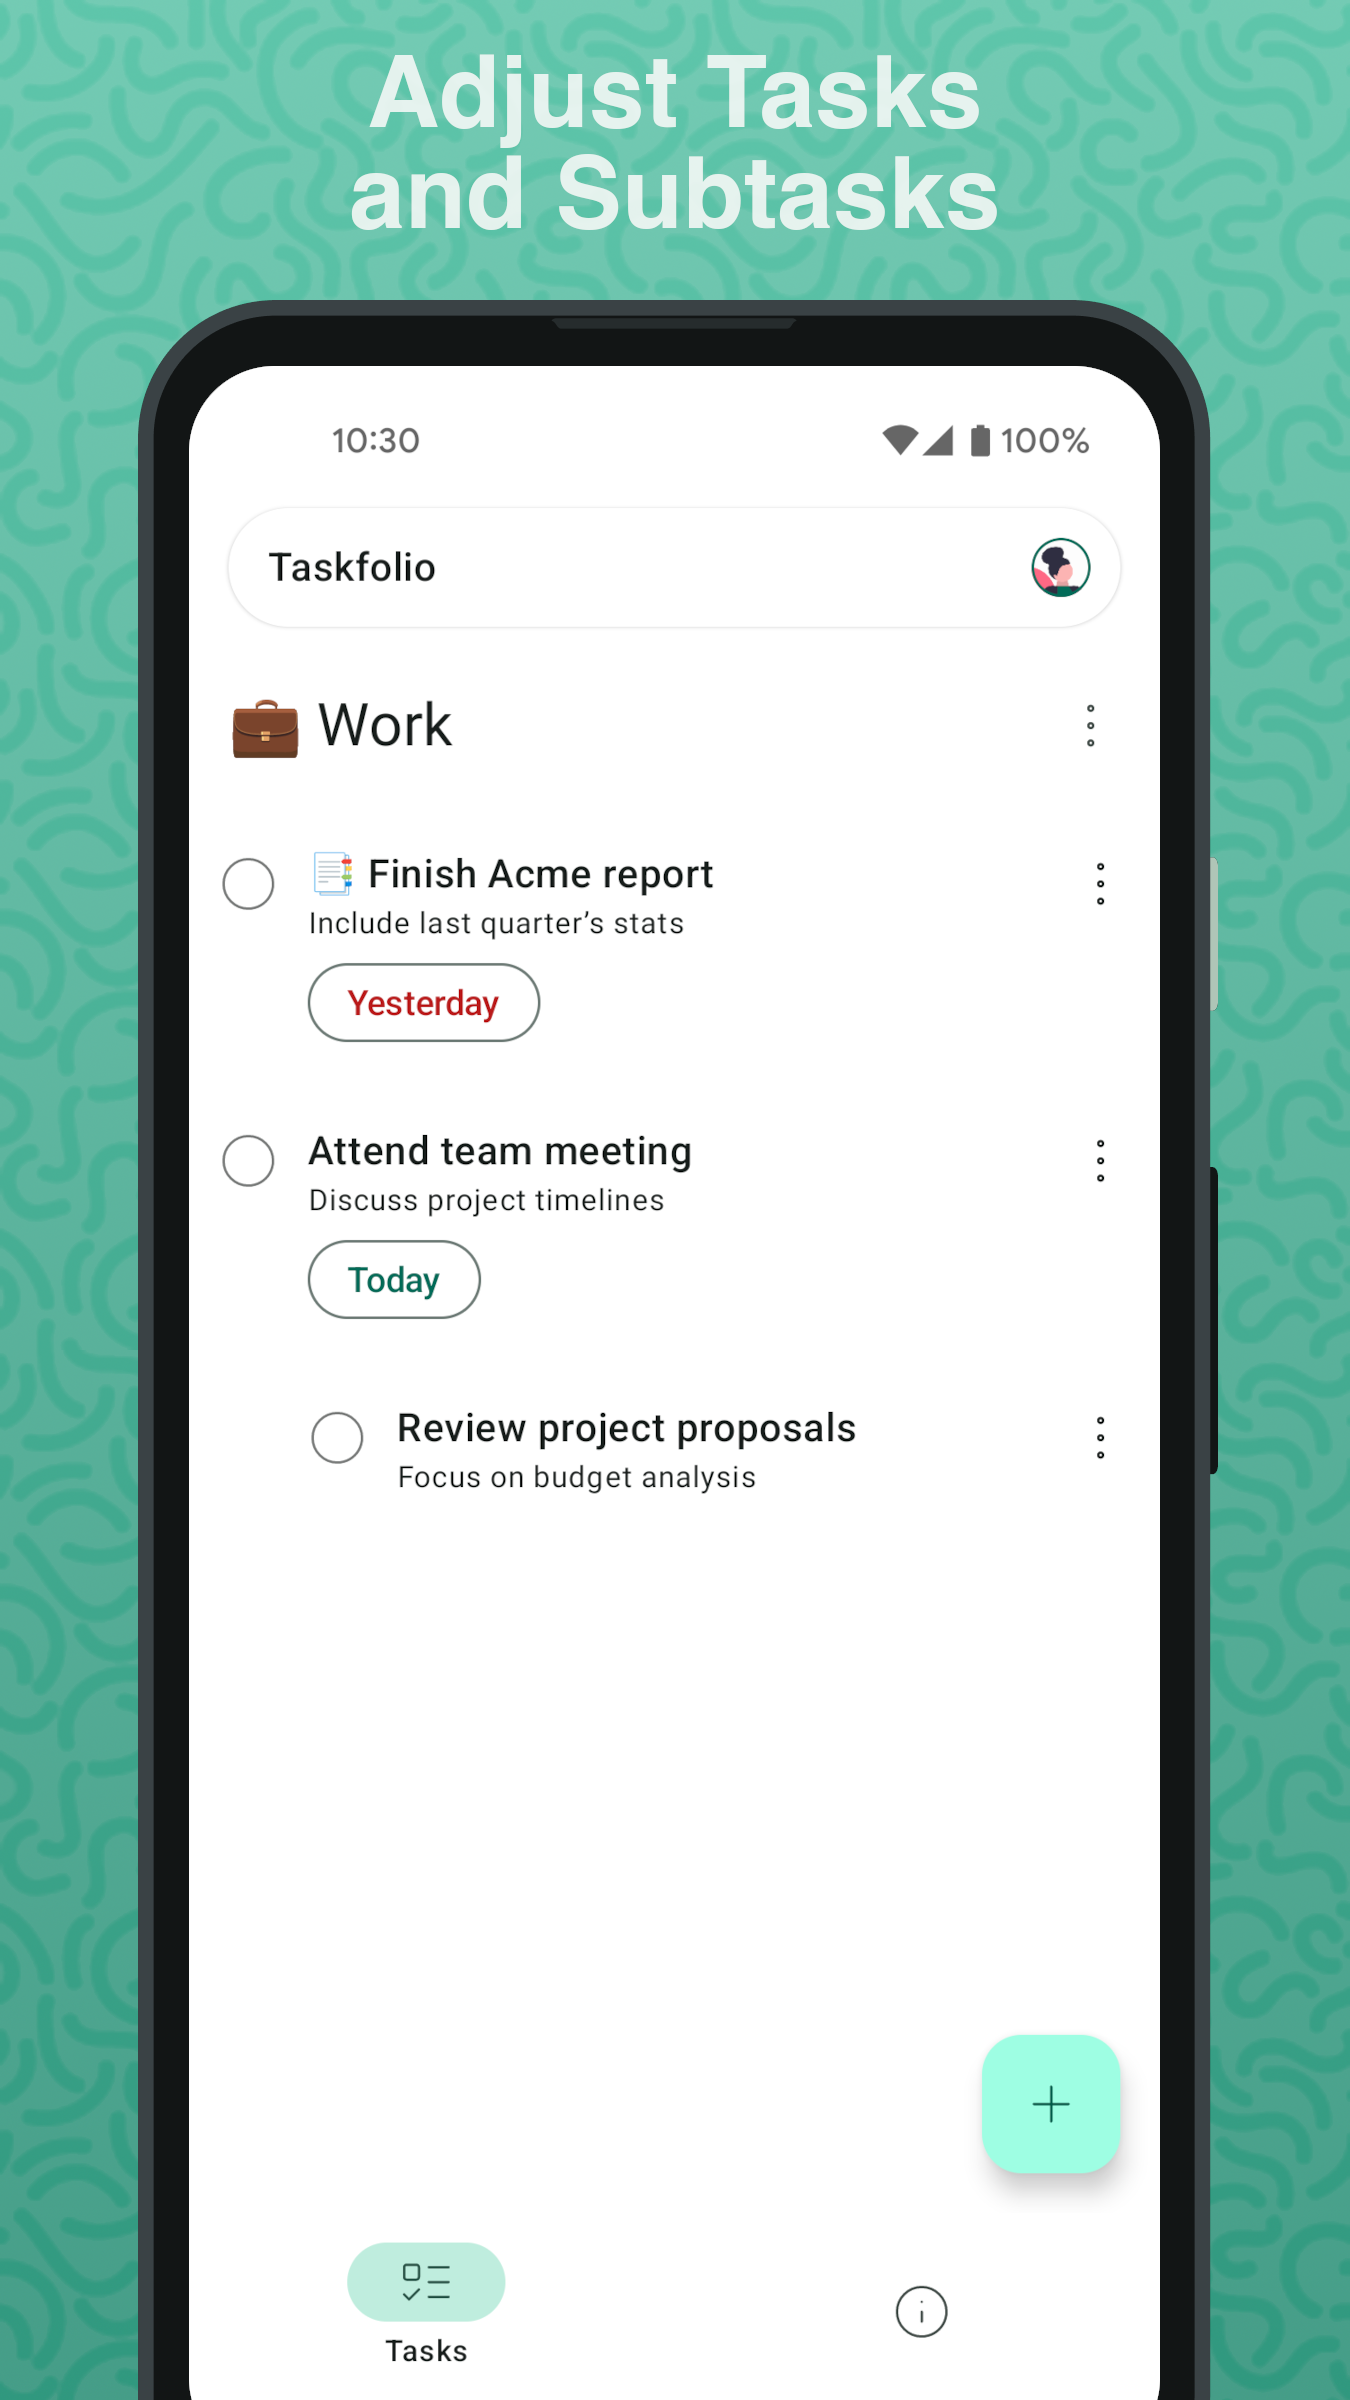 Adjust Tasks
and Subtasks
10:30
100%
Taskfolio
Work
Finish Acme report
Include last quarter’s stats
Yesterday
Attend team meeting
Discuss project timelines
Today
Review project proposals
Focus on budget analysis
Tasks